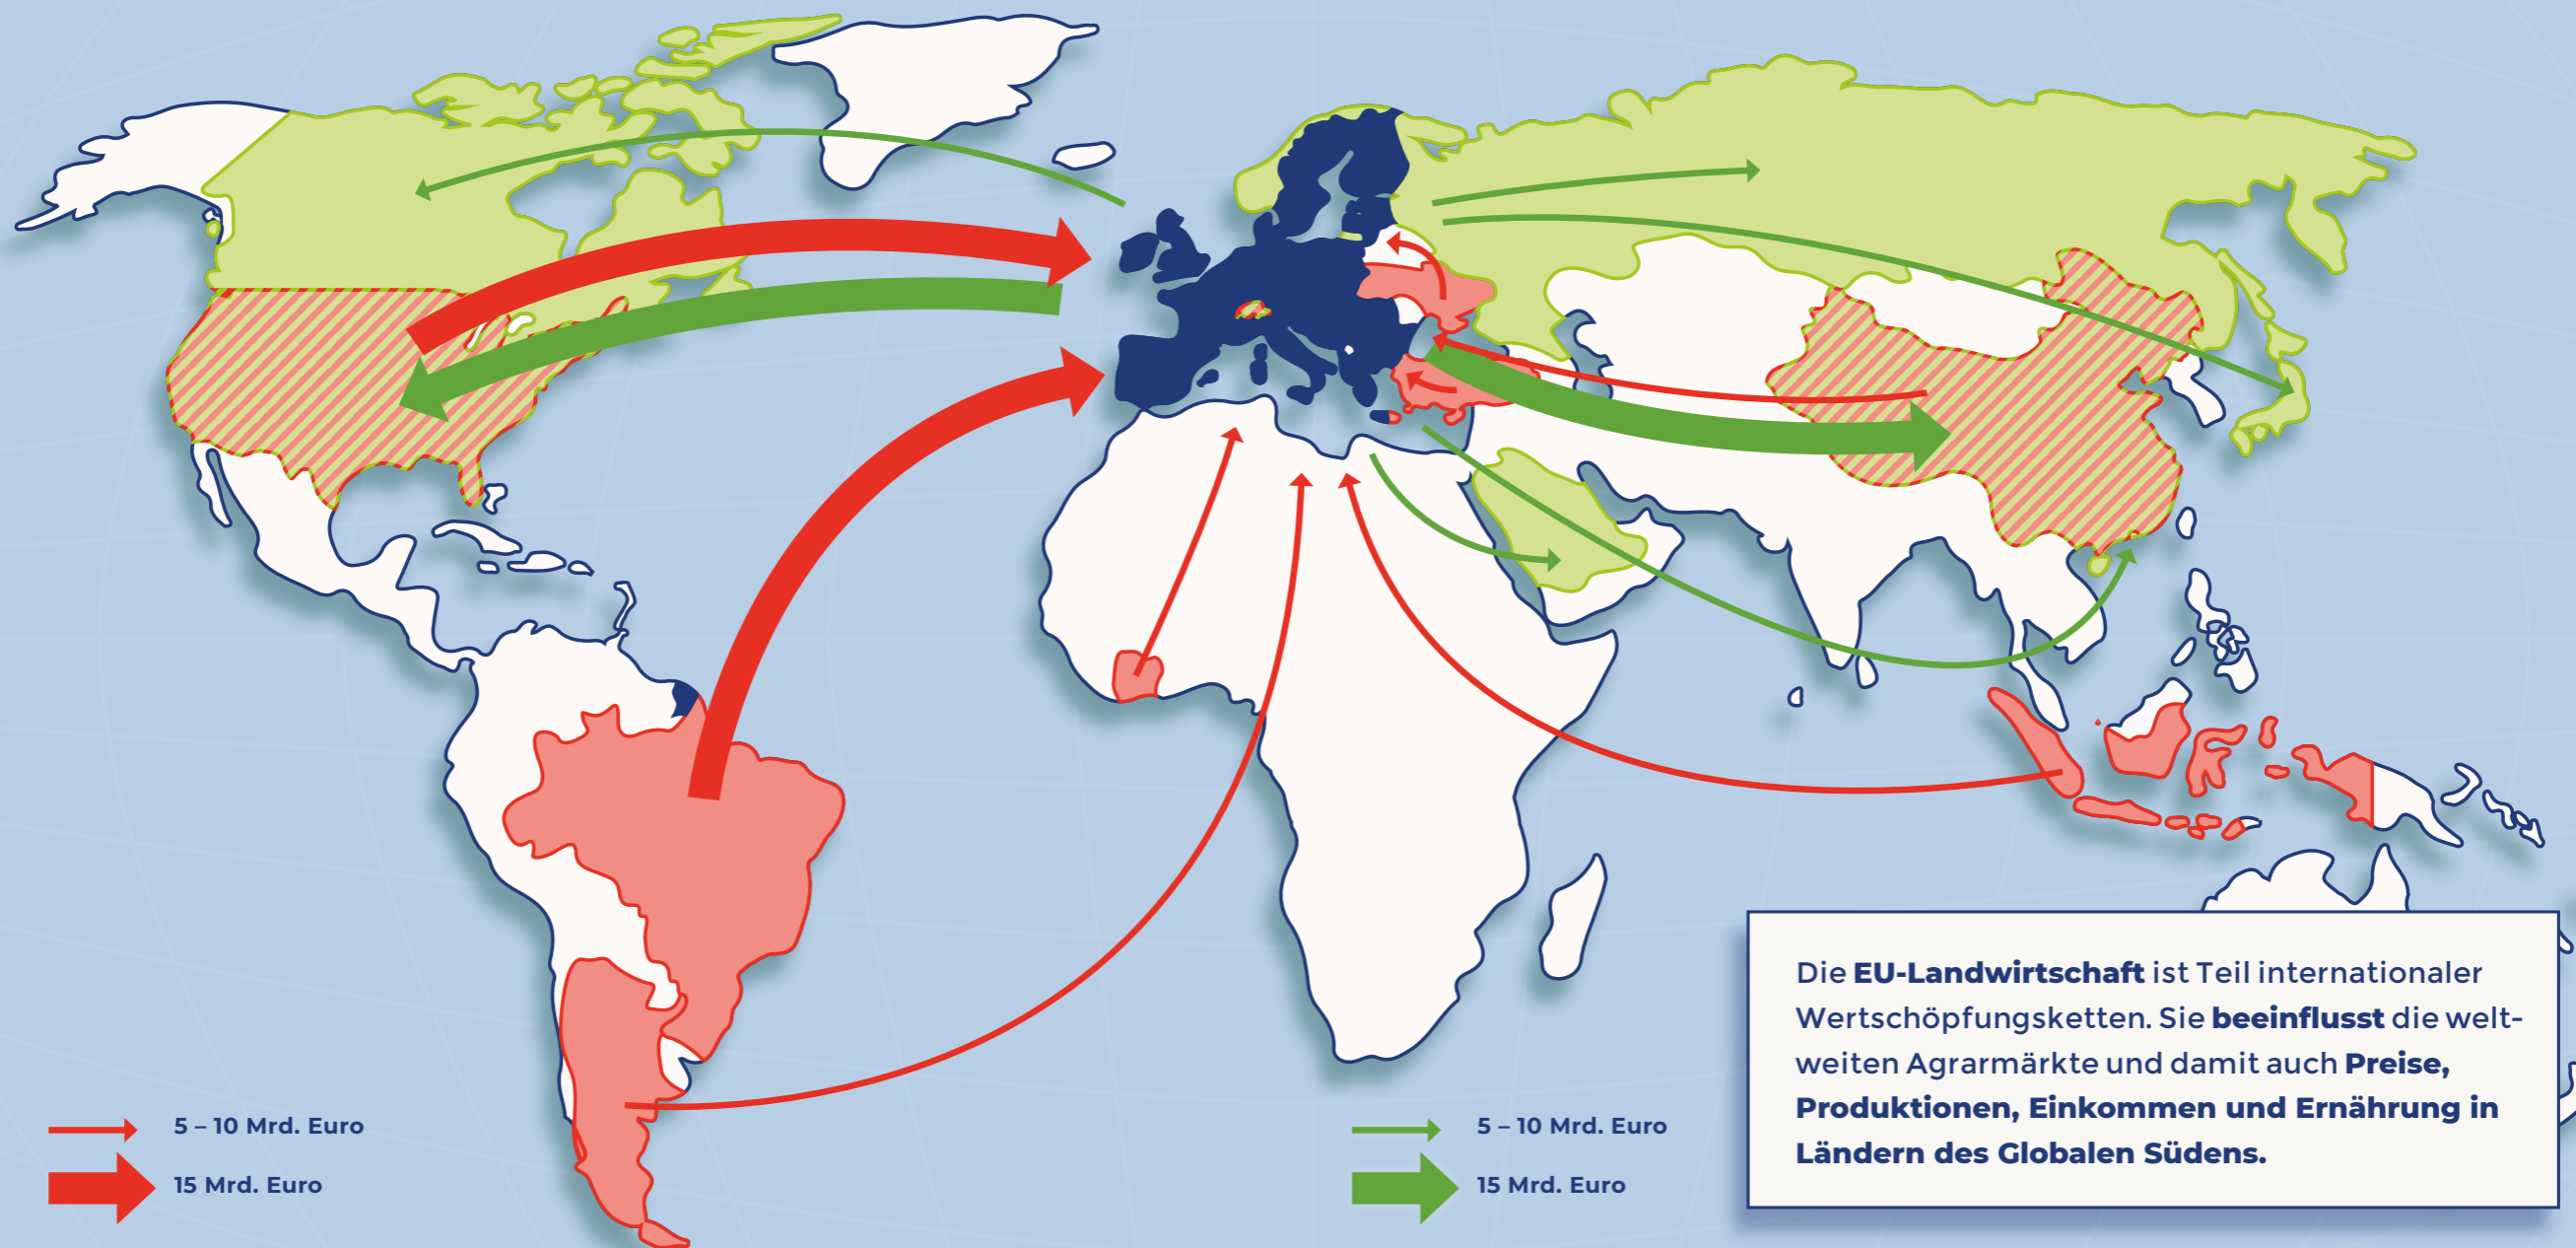 5 – 10 Mrd. Euro
15 Mrd. Euro
5 – 10 Mrd. Euro
15 Mrd. Euro
Die EU-Landwirtschaft ist Teil internationaler
Wertschöpfungsketten. Sie beeinflusst die welt-
weiten Agrarmärkte und damit auch Preise,
Produktionen, Einkommen und Ernährung in
Ländern des Globalen Südens.